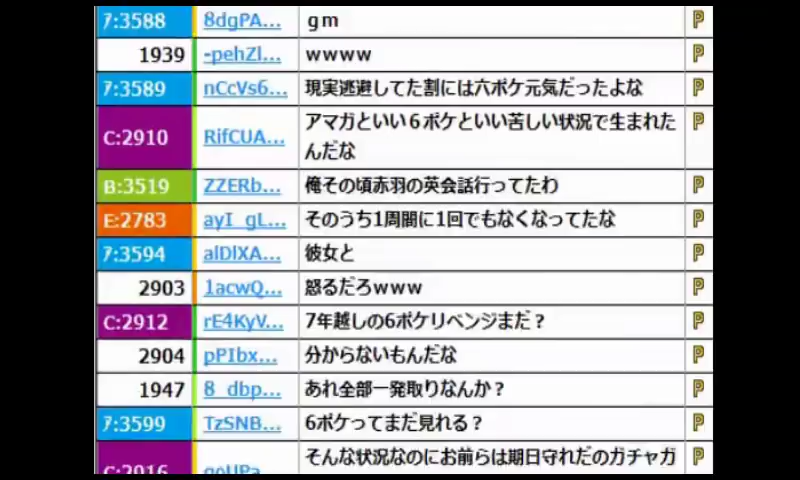 ｱ:3588 8dgPA... ｇｍ P
1939 -pehZl... ｗｗｗｗ P
ｱ:3589 nCcVs6... 現実逃避してた割には六ポケ元気だったよな P
C:2910 RifCUA... アマガといい６ポケといい苦しい状況で生まれた P
んだな
B:3519 ZZERb... 俺その頃赤羽の英会話行ってたわ P
E:2783 ayI_gL... そのうち1周間に1回でもなくなってたな P
ｱ:3594 alDlXA... 彼女と P
2903 1acwQ... 怒るだろｗｗｗ P
C:2912 rE4KyV... 7年越しの6ポケリベンジまだ？ P
2904 pPIbx... 分からないもんだな P
1947 8_dbp... あれ全部一発取りなんか？ P
ｱ:3599 TzSNB... 6ポケってまだ見れる？ P
C:2916 そんな状況なのにお前らは期日守れだのガチャガ P